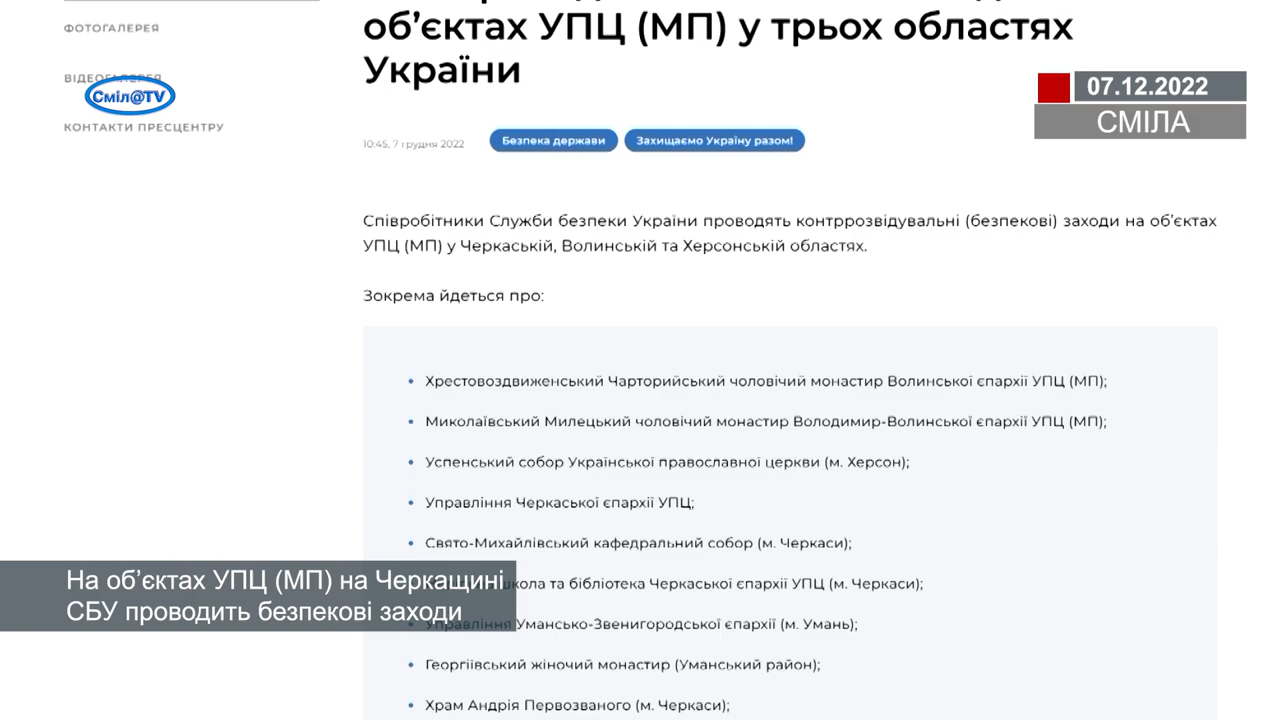 об’єктах УПЦ (МП) у трьох областях
України
ФОТОГАЛЕРЕЯ
ВІДЕОГАЛЕРЕЯ
Сміл@TV
КОНТАКТИ ПРЕСЦЕНТРУ
07.12.2022
СМІЛА
10:45, 7 грудня 2022
Безпека держави
Захищаємо Україну разом!
Співробітники Служби безпеки України проводять контррозвідувальні (безпекові) заходи на об’єктах
УПЦ (МП) у Черкаській, Волинській та Херсонській областях.
Зокрема йдеться про:
• Хрестовоздвиженський Чарторийський чоловічий монастир Волинської єпархії УПЦ (МП);
• Миколаївський Милецький чоловічий монастир Володимир-Волинської єпархії УПЦ (МП);
• Успенський собор Української православної церкви (м. Херсон);
• Управління Черкаської єпархії УПЦ;
• Свято-Михайлівський кафедральний собор (м. Черкаси);
школа та бібліотека Черкаської єпархії УПЦ (м. Черкаси);
• Управління Умансько-Звенигородської єпархії (м. Умань);
• Георгіївський жіночий монастир (Уманський район);
• Храм Андрія Первозваного (м. Черкаси);
На об’єктах УПЦ (МП) на Черкащині
СБУ проводить безпекові заходи